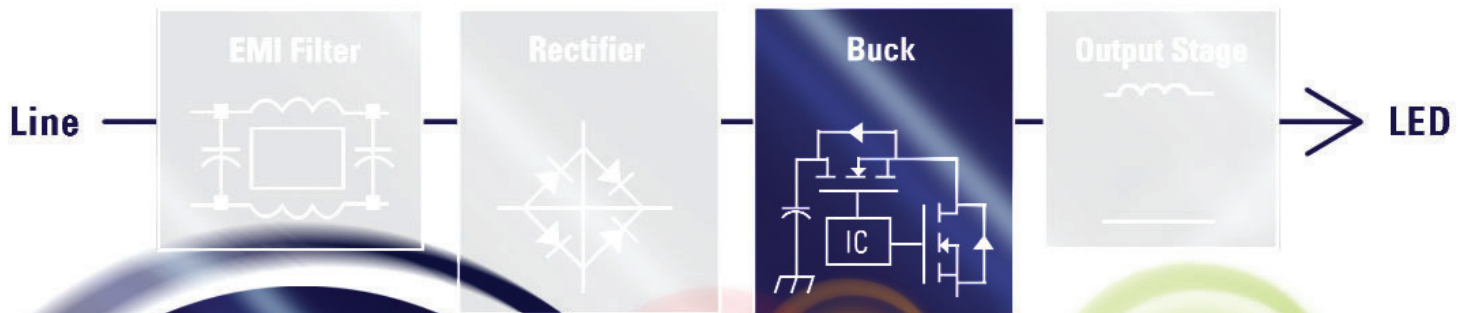 EMI Filter
Rectifier
Buck
Output Stage
Line
LED
IC